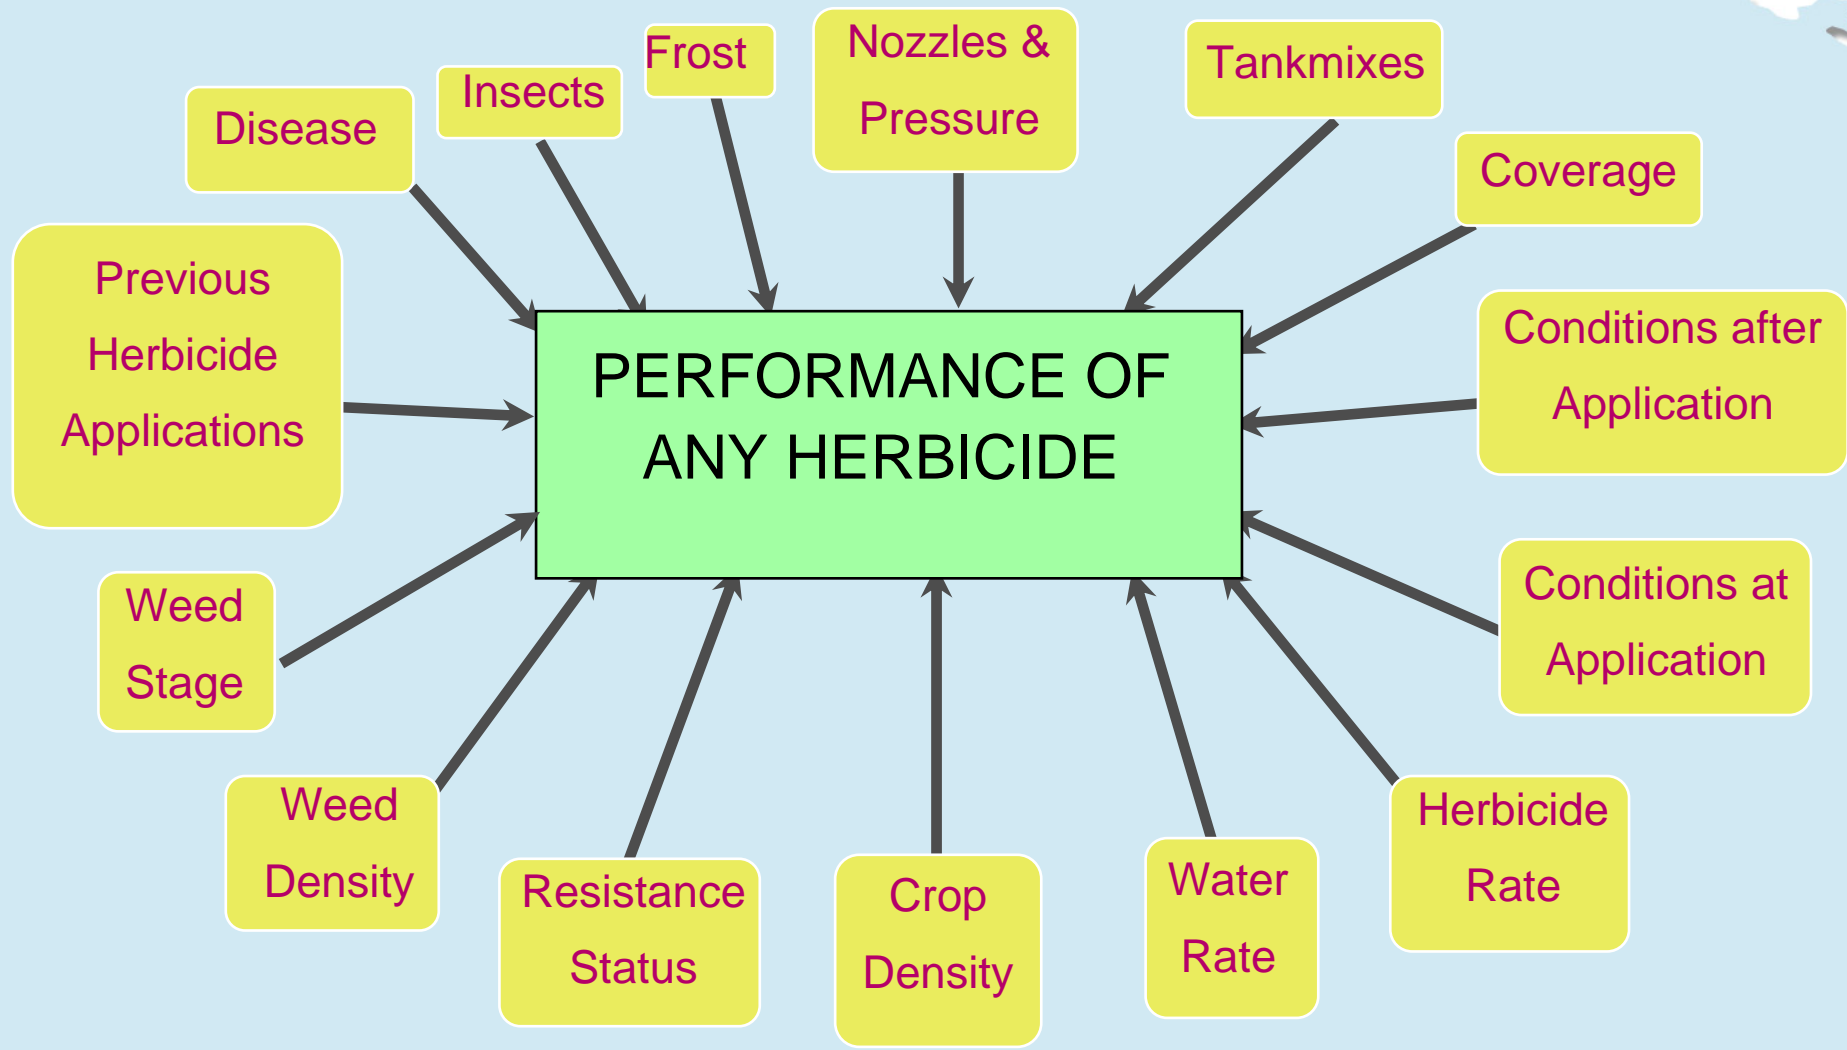 Frost
Nozzles &
Pressure
Tankmixes
Insects
Disease
Coverage
Previous
Herbicide
Applications
PERFORMANCE OF
ANY HERBICIDE
Conditions after
Application
Weed
Stage
Conditions at
Application
Weed
Density
Resistance
Status
Crop
Density
Water
Rate
Herbicide
Rate